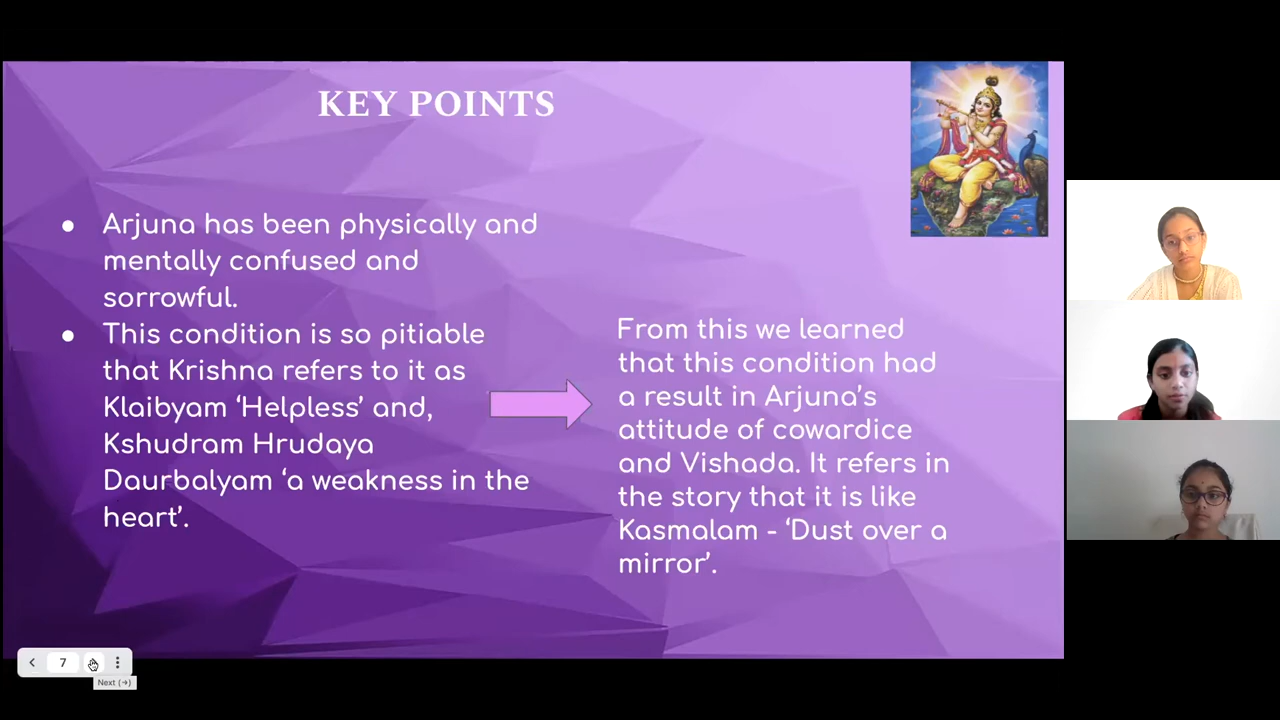 KEY POINTS
● Arjuna has been physically and
mentally confused and
sorrowful.
● This condition is so pitiable
that Krishna refers to it as
Klaibyam ‘Helpless’ and,
Kshudram Hrudaya
Daurbalyam ‘a weakness in the
heart’.
From this we learned
that this condition had
a result in Arjuna’s
attitude of cowardice
and Vishada. It refers in
the story that it is like
Kasmalam - ‘Dust over a
mirror’.
7
Next (→)